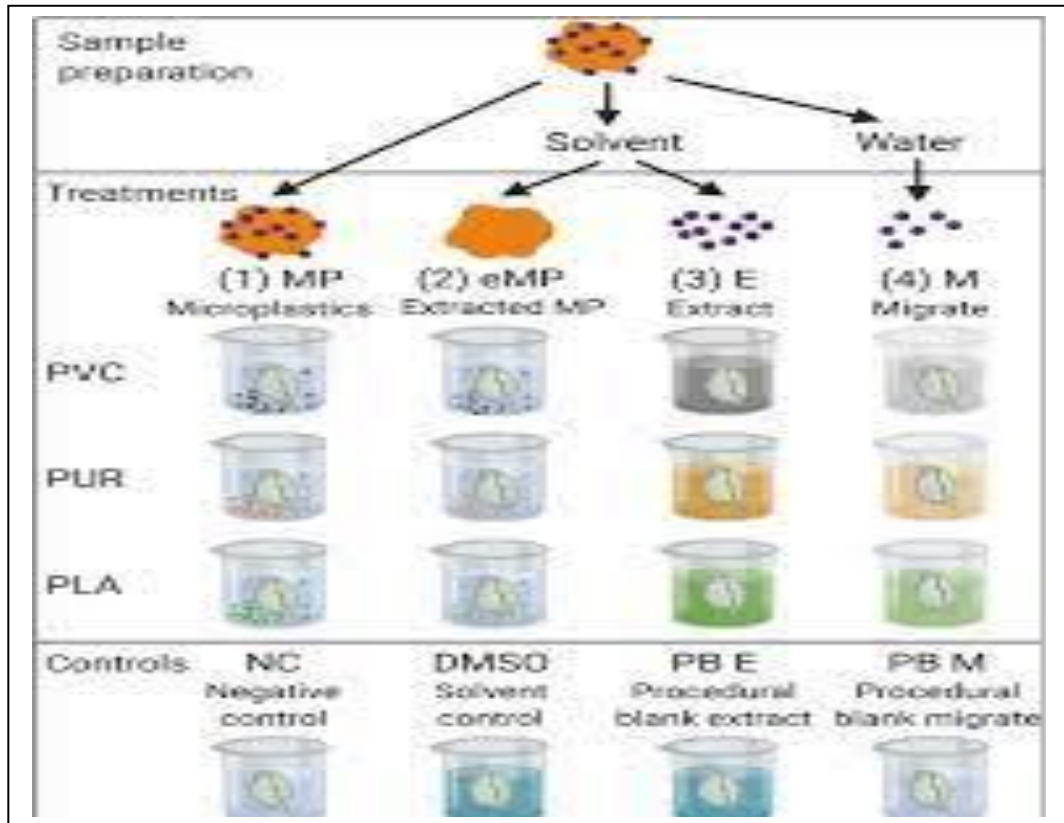 Sample
preparation
Solvent
Water
Treatments
(1) MP
Microplastics
(2) eMP
Extracted MP
(3) E
Extract
(4) M
Migrate
PVC
PUR
PLA
Controls
NC
Negative
control
DMSO
Solvent
control
PB E
Procedural
blank extract
PB M
Procedural
blank migrate